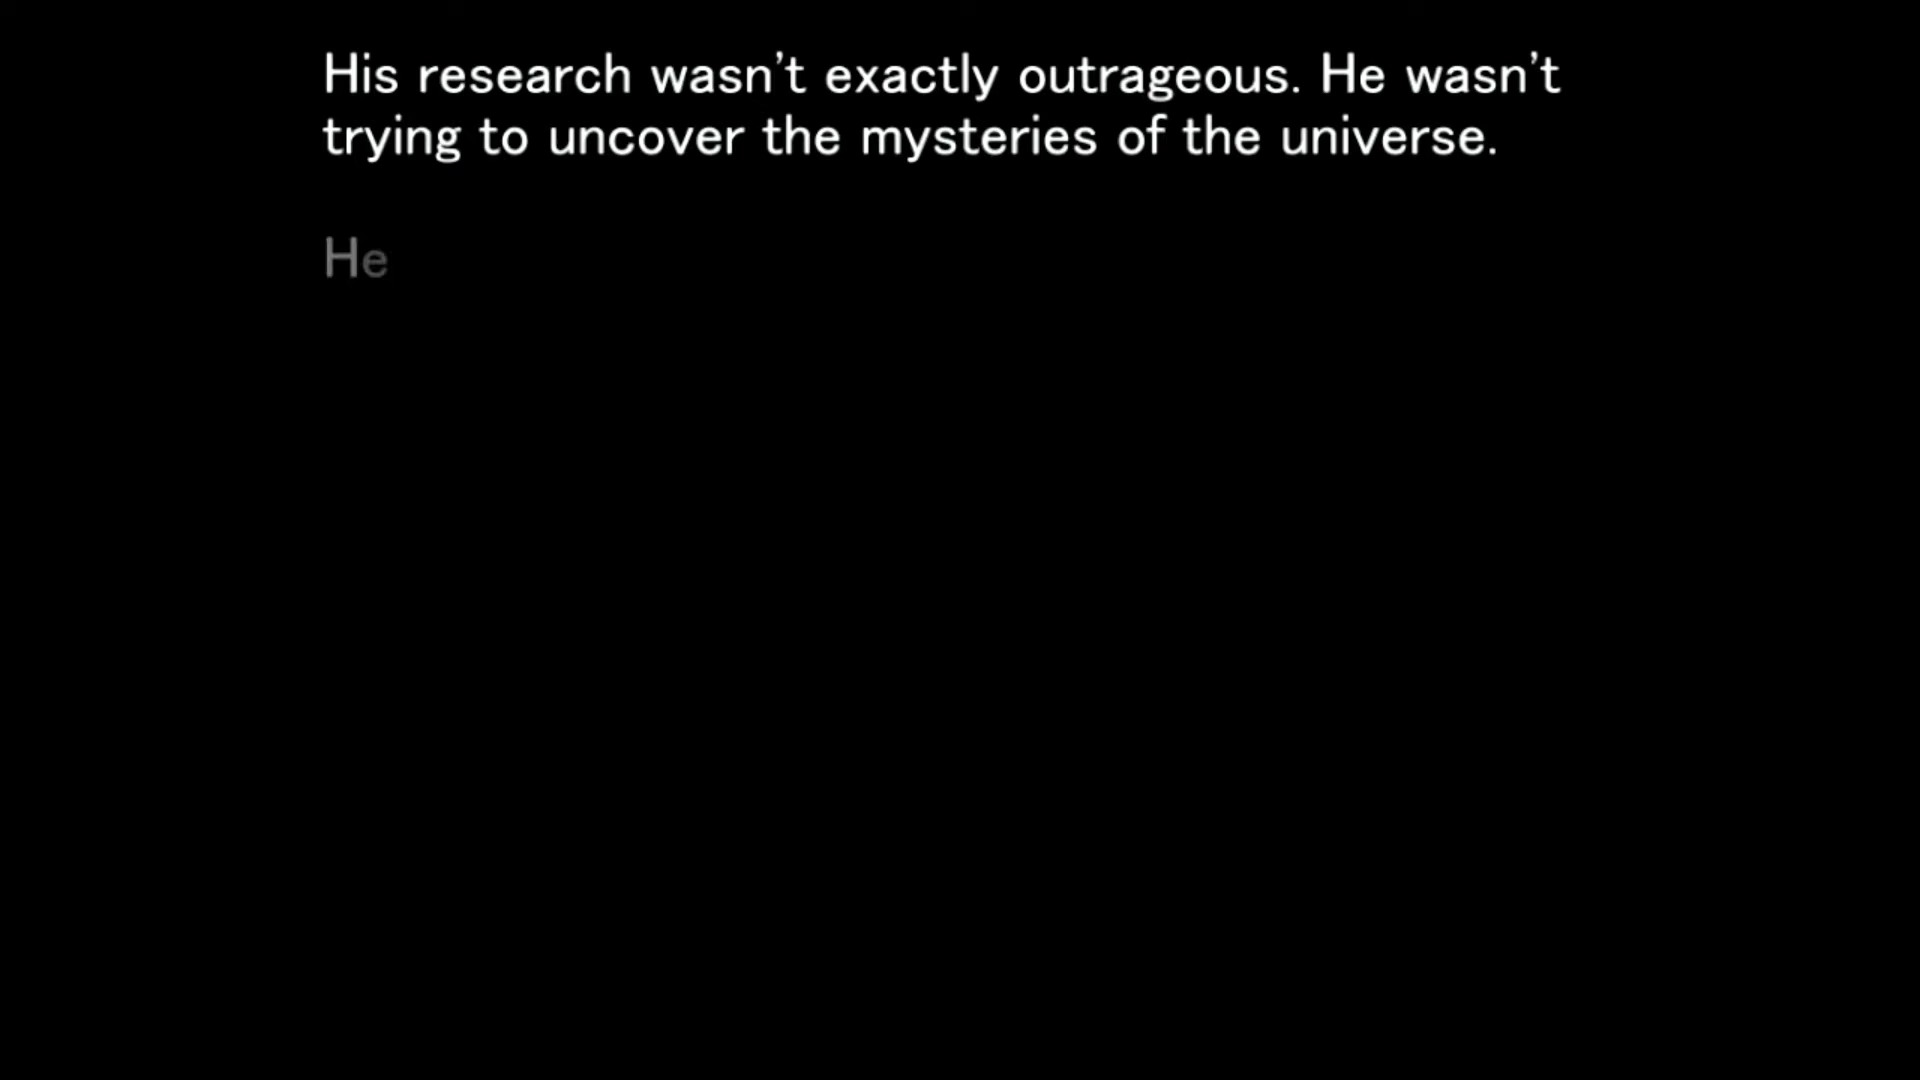 His research wasn’t exactly outrageous. He wasn’t
trying to uncover the mysteries of the universe.
He